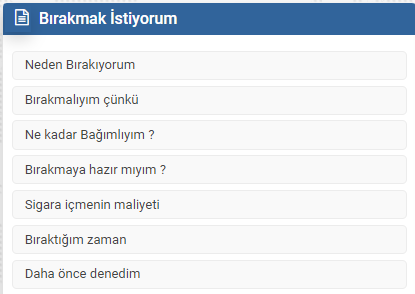 Bırakmak İstiyorum
Neden Bırakıyorum
Bırakmalıyım çünkü
Ne kadar Bağımlıyım ?
Bırakmaya hazır mıyım ?
Sigara içmenin maliyeti
Bıraktığım zaman
Daha önce denedim